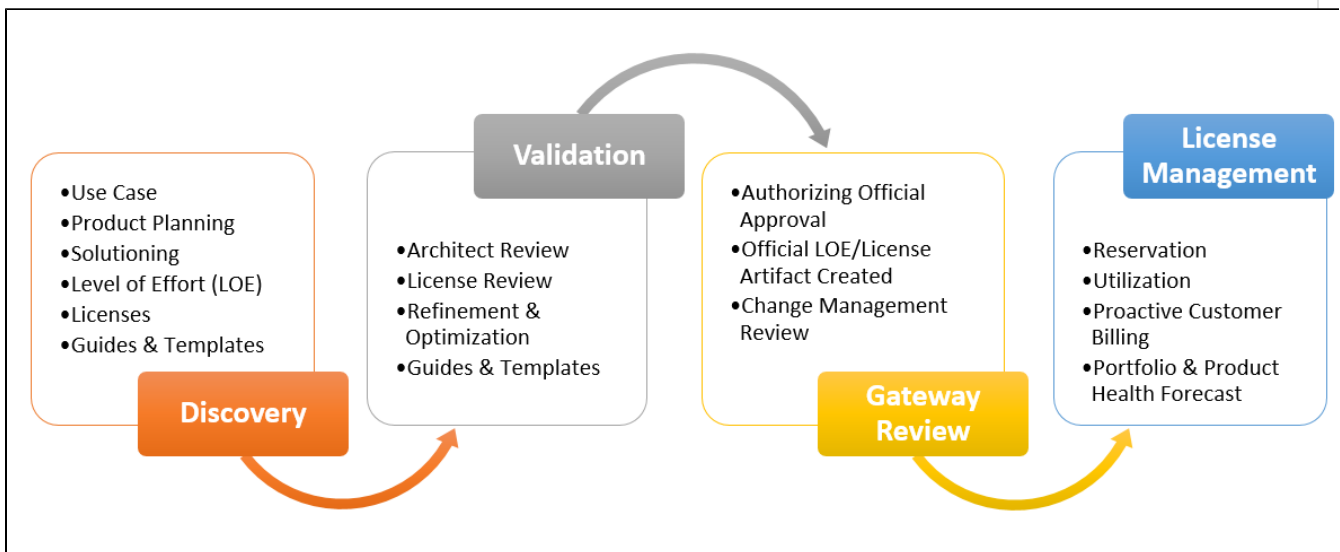 •Use Case
•Product Planning
•Solutioning
•Level of Effort (LOE)
•Licenses
•Guides & Templates
Discovery
Validation
•Architect Review
•License Review
•Refinement &
Optimization
•Guides & Templates
•Authorizing Official
Approval
•Official LOE/License
Artifact Created
•Change Management
Review
Gateway
Review
License
Management
•Reservation
•Utilization
•Proactive Customer
Billing
•Portfolio & Product
Health Forecast